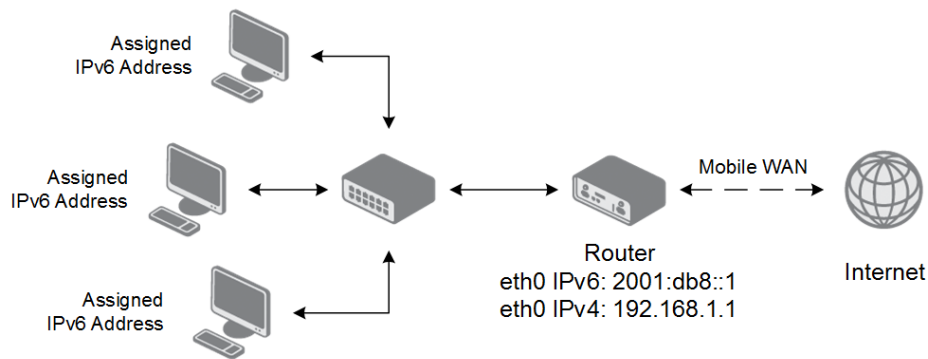 Assigned
IPv6 Address
Assigned
IPv6 Address
Assigned
IPv6 Address
Mobile WAN
Router
eth0 IPv6: 2001:db8::1
eth0 IPv4: 192.168.1.1
Internet